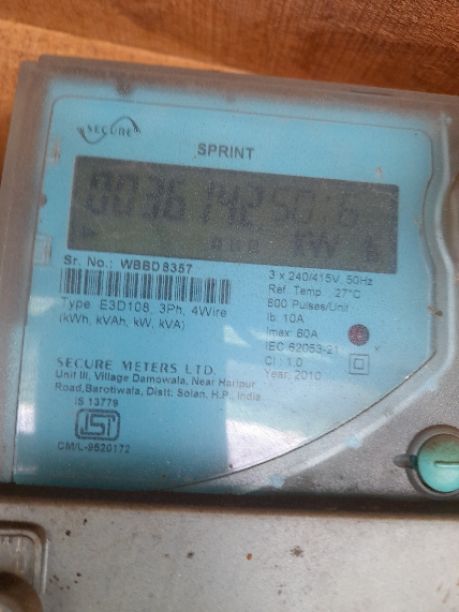 SECURE
SPRINT
Sr. No.: WBBD8357
Type E3D108, 3Ph, 4Wire
(kWh, kVAh, kW, kVA)
3 x 240/415V, 50Hz
Ref. Temp. 27°C
800 Pulses/Unit
Ib: 10A
Imax: 60A
IEC 62053-21
Cl : 1.0
Year: 2010
SECURE METERS LTD.
Unit III, Village Damowala, Near Haripur
Road,Barotiwala, Distt: Solan, H.P., India
IS 13779
CM/L-9520172